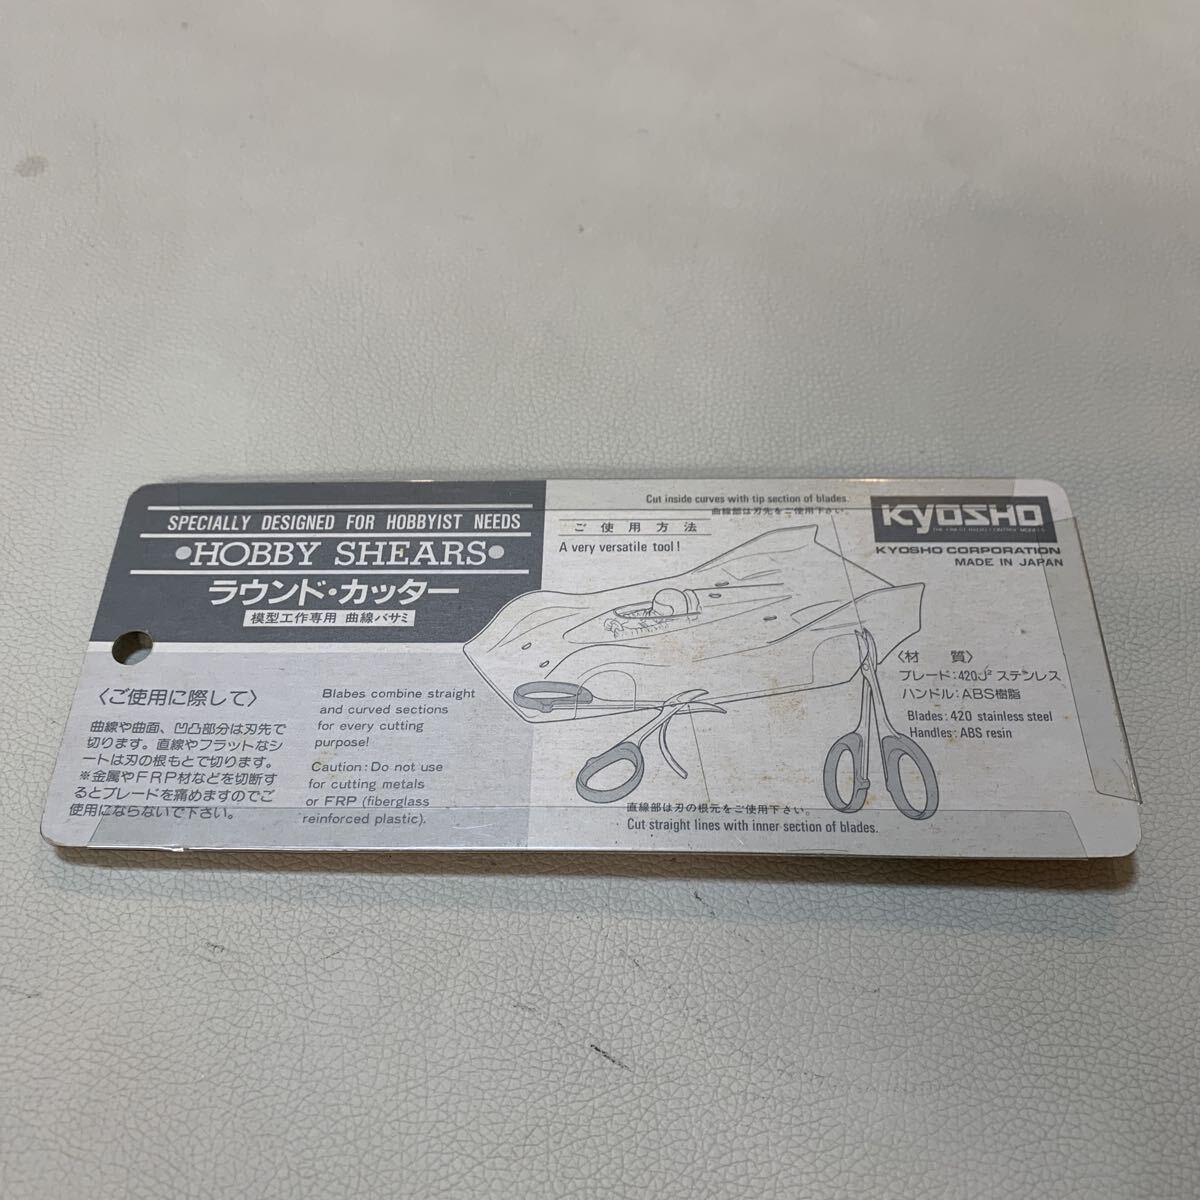 SPECIALLY DESIGNED FOR HOBBYIST NEEDS
•HOBBY SHEARS•
ラウンド・カッター
模型工作専用 曲線バサミ
〈ご使用に際して〉
曲線や曲面、凹凸部分は刃先で
切ります。直線やフラットなシ
ートは刃の根もとで切ります。
※金属やFRP材などを切断す
るとブレードを痛めますのでご
使用にならないで下さい。
Blabes combine straight
and curved sections
for every cutting
purpose!
Caution: Do not use
for cutting metals
or FRP (fiberglass
reinforced plastic).
Cut inside curves with tip section of blades.
曲線部は刃先をご使用下さい。
ご使用方法
A very versatile tool!
直線部は刃の根元をご使用下さい。
Cut straight lines with inner section of blades.
KYOSHO
THE FINEST RADIO CONTROL MODELS
KYOSHO CORPORATION
MADE IN JAPAN
〈材 質〉
ブレード:420J² ステンレス
ハンドル:ABS樹脂
Blades: 420 stainless steel
Handles: ABS resin